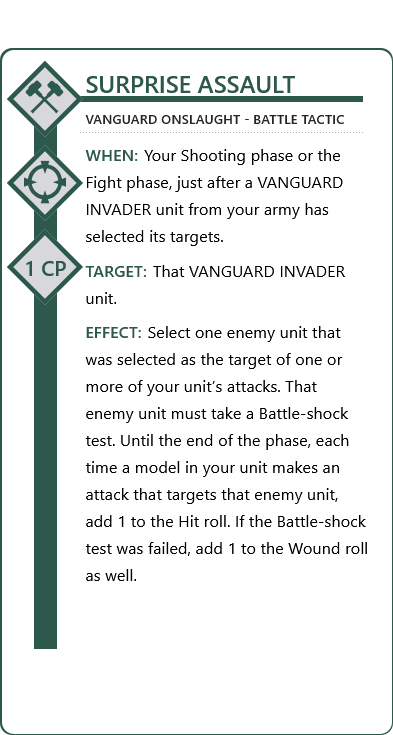 SURPRISE ASSAULT
VANGUARD ONSLAUGHT - BATTLE TACTIC
WHEN: Your Shooting phase or the
Fight phase, just after a VANGUARD
INVADER unit from your army has
selected its targets.
1 CP
TARGET: That VANGUARD INVADER
unit.
EFFECT: Select one enemy unit that
was selected as the target of one or
more of your unit’s attacks. That
enemy unit must take a Battle-shock
test. Until the end of the phase, each
time a model in your unit makes an
attack that targets that enemy unit,
add 1 to the Hit roll. If the Battle-shock
test was failed, add 1 to the Wound roll
as well.